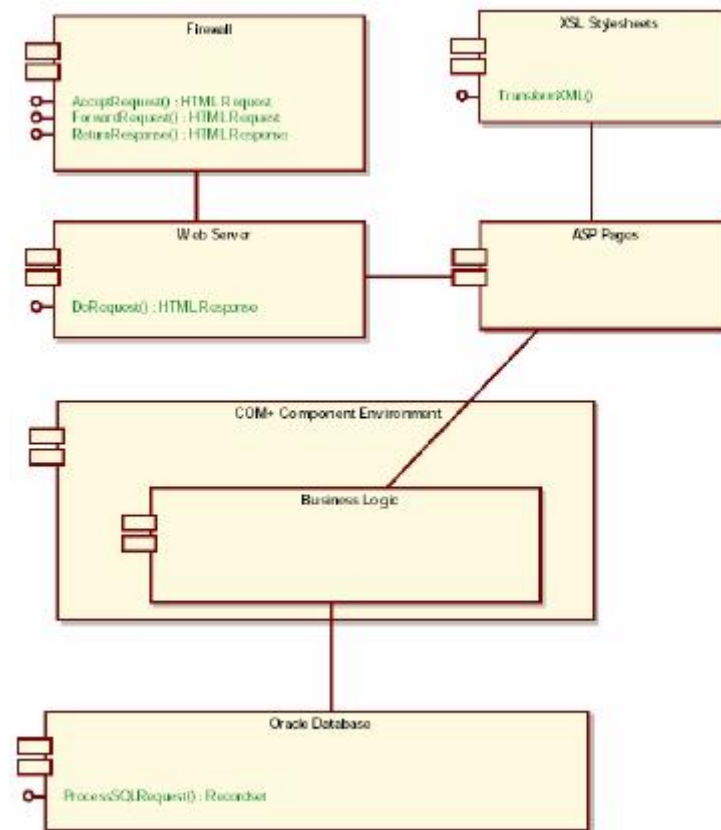 Firewall
AcceptRequest() : HTMLRequest
ForwardRequest() : HTMLRequest
ReturnResponse() : HTMLResponse
XSL Stylesheets
TransformXML()
Web Server
DoRequest() : HTMLResponse
ASP Pages
COM+ Component Environment
Business Logic
Oracle Database
ProcessSQLRequest() : Recordset